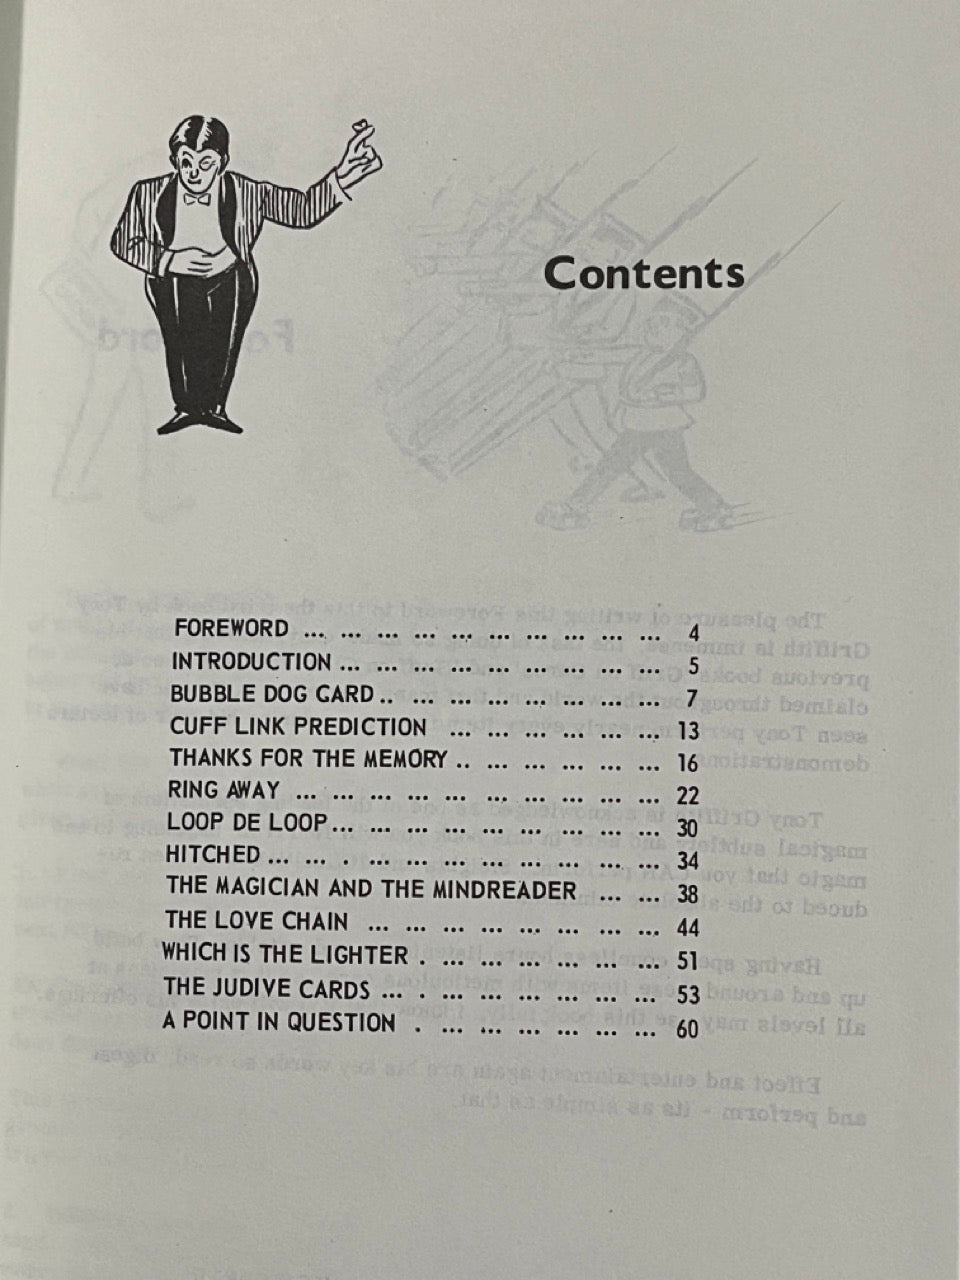 Contents
FOREWORD ... ... ... ... ... ... ... ... ... ... 4
INTRODUCTION ... ... ... ... ... ... ... ... ... 5
BUBBLE DOG GARD .. ... ... ... ... ... ... ... 7
CUFF LINK PREDICTION ... ... ... ... ... ... 13
THANKS FOR THE MEMORY .. ... ... ... ... ... 16
RING AWAY ... ... ... ... ... ... ... ... ... ... 22
LOOP DE LOOP... ... ... ... ... ... ... ... ... 30
HITCHED ... ... . ... ... ... ... ... ... ... ... 34
THE MAGICIAN AND THE MINDREADER ... ... 38
THE LOVE CHAIN ... ... ... ... ... ... ... ... 44
WHICH IS THE LIGHTER . ... ... ... ... ... ... 51
THE JUDIVE CARDS ... . ... ... ... ... ... ... 53
A POINT IN QUESTION . ... ... ... ... ... ... 60